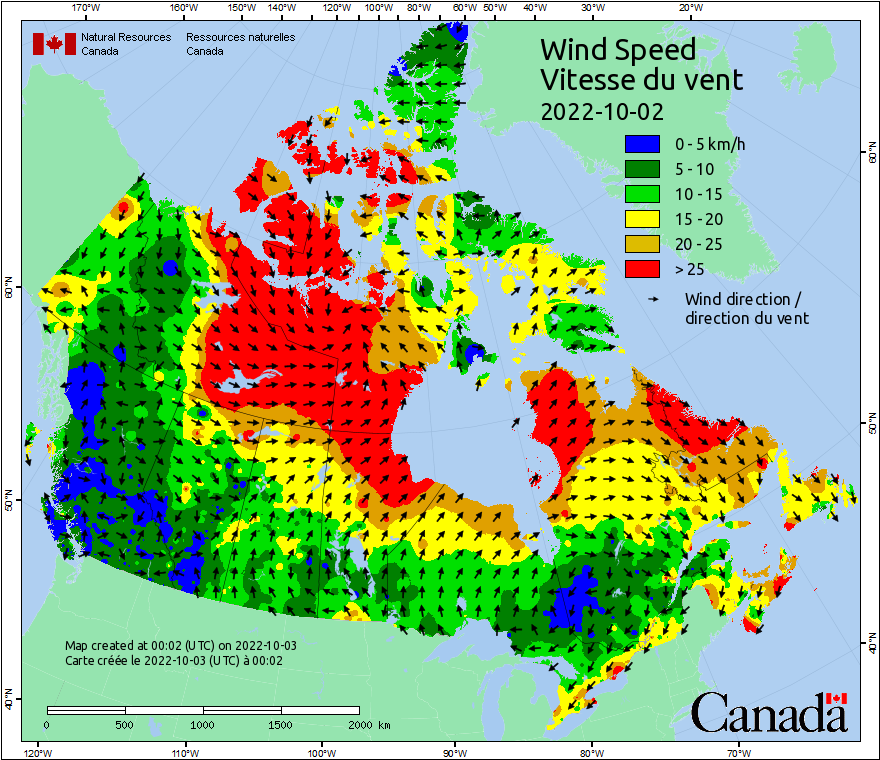 170°W 160°W 150°W 140°W 130°W 120°W 110°W 100°W 80°W 70°W 60°W 50°W 40°W 30°W 20°W
Natural Resources Ressources naturelles
Canada Canada
Wind Speed
Vitesse du vent
2022-10-02
0 - 5 km/h
5 - 10
10 - 15
15 - 20
20 - 25
> 25
Wind direction /
direction du vent
60°N
60°N
50°N
50°N
40°N
40°N
Map created at 00:02 (UTC) on 2022-10-03
Carte créée le 2022-10-03 (UTC) à 00:02
0 500 1000 1500 2000 km
Canada
120°W 110°W 100°W 90°W 80°W 70°W